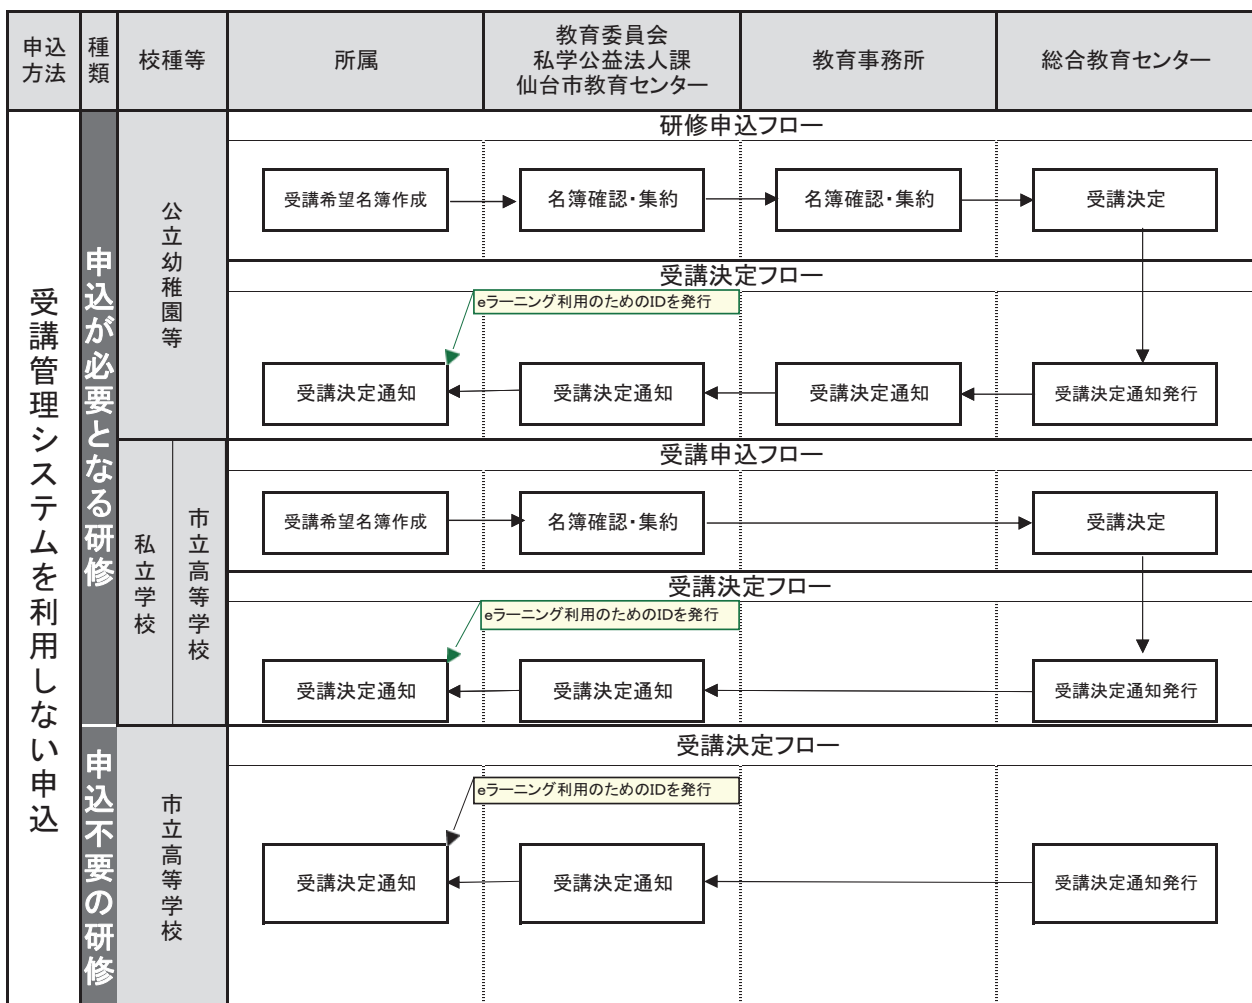 申込
方法
種
類
校種等
所属
教育委員会
私学公益法人課
仙台市教育センター
教育事務所
総合教育センター
受講管理システムを利用しない申込
申込が必要となる研修
公立幼稚園等
研修申込フロー
受講希望名簿作成
名簿確認・集約
名簿確認・集約
受講決定
受講決定フロー
eラーニング利用のためのIDを発行
受講決定通知
受講決定通知
受講決定通知
受講決定通知発行
私立学校
市立高等学校
受講申込フロー
受講希望名簿作成
名簿確認・集約
受講決定
受講決定フロー
eラーニング利用のためのIDを発行
受講決定通知
受講決定通知
受講決定通知発行
申込不要の研修
市立高等学校
受講決定フロー
eラーニング利用のためのIDを発行
受講決定通知
受講決定通知
受講決定通知発行